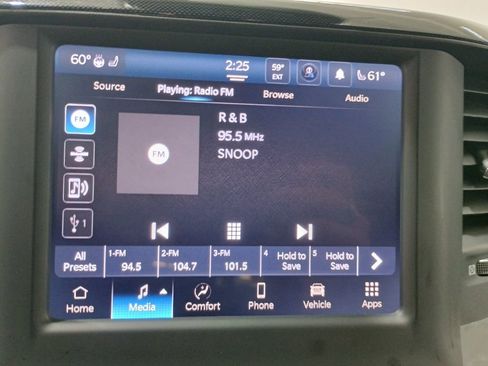 60° 2:25 59° EXT 61°
Source Playing: Radio FM Browse Audio
FM
R & B
95.5 MHz
FM
SNOOP
1
All Presets 1-FM 94.5 2-FM 104.7 3-FM 101.5 4 Hold to Save 5 Hold to Save
Home Media Comfort Phone Vehicle Apps